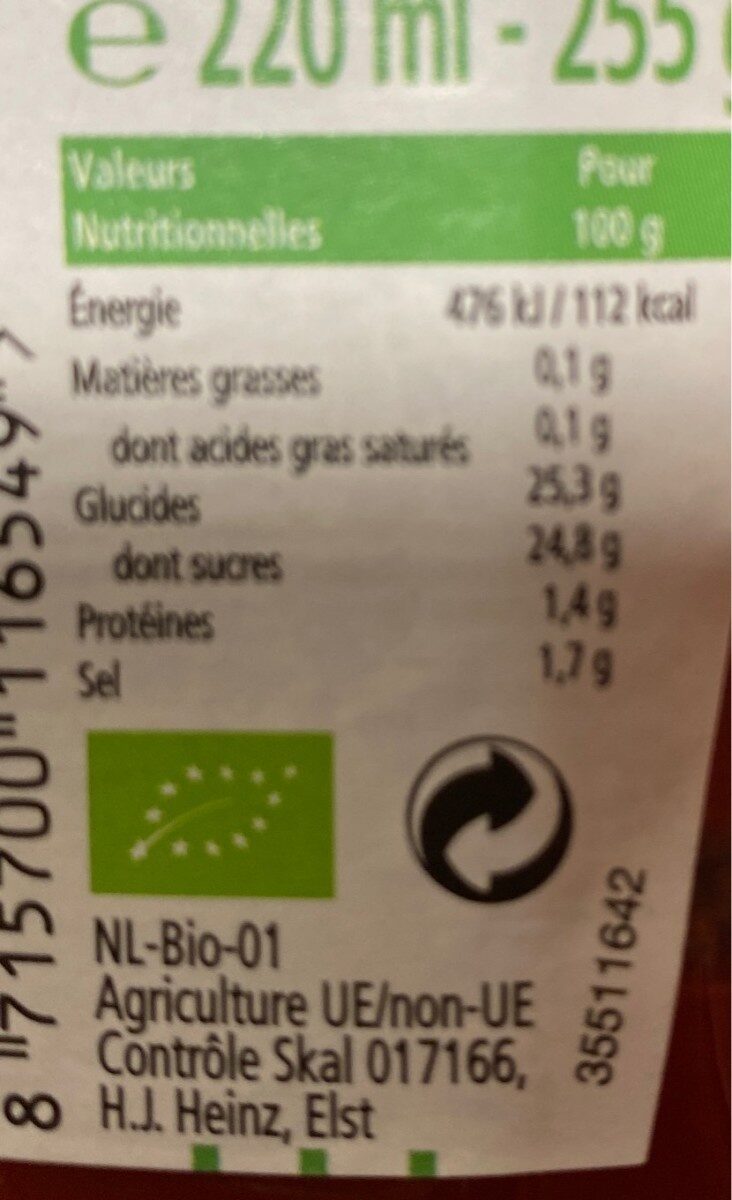 e 220 ml - 255 g
Valeurs Pour
Nutritionnelles 100 g
Énergie 476 kJ / 112 kcal
Matières grasses 0,1 g
dont acides gras saturés 0,1 g
Glucides 25,3 g
dont sucres 24,8 g
Protéines 1,4 g
Sel 1,7 g
NL-Bio-01
Agriculture UE/non-UE
Contrôle Skal 017166,
H.J. Heinz, Elst
35511642
8 "715700"116549">